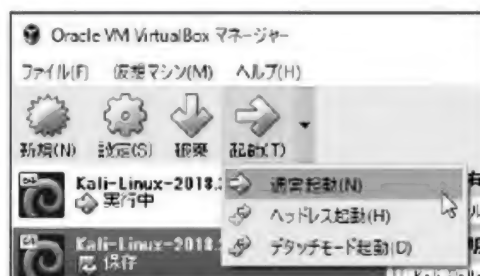 Oracle VM VirtualBox マネージャー
ファイル(F) 仮想マシン(M) ヘルプ(H)
新規(N) 設定(S) 破棄 起動(T)
Kali-Linux-2018.
実行中
通常起動(N)
ヘッドレス起動(H)
デタッチモード起動(D)
Kali-Linux-2018.2
保存